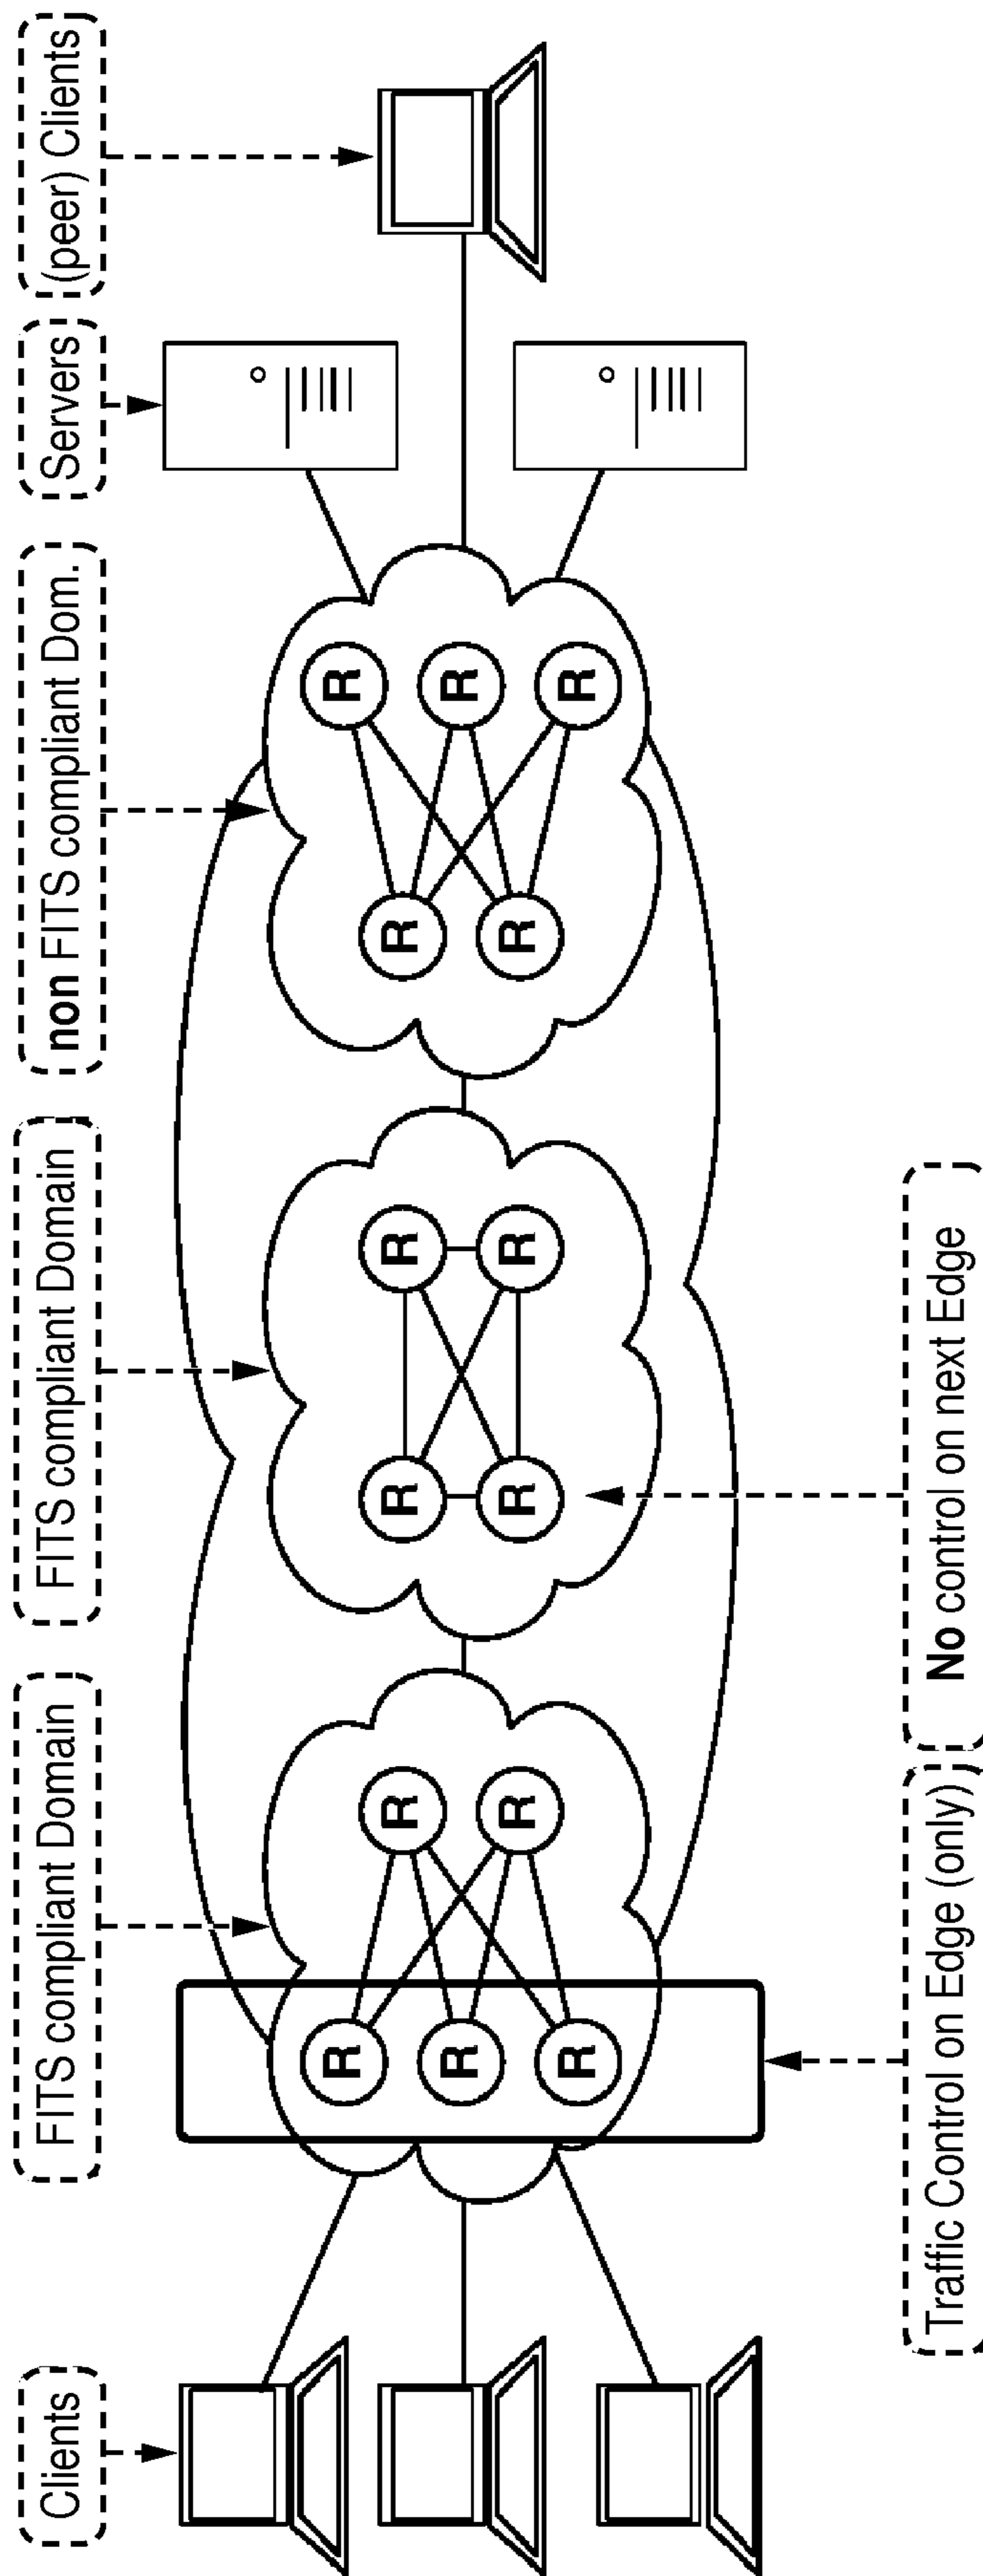 Clients
FITS compliant Domain
FITS compliant Domain
non FITS compliant Dom.
Servers
(peer) Clients
R
R
R
R
R
R
R
R
R
R
R
R
R
R
Traffic Control on Edge (only)
No control on next Edge